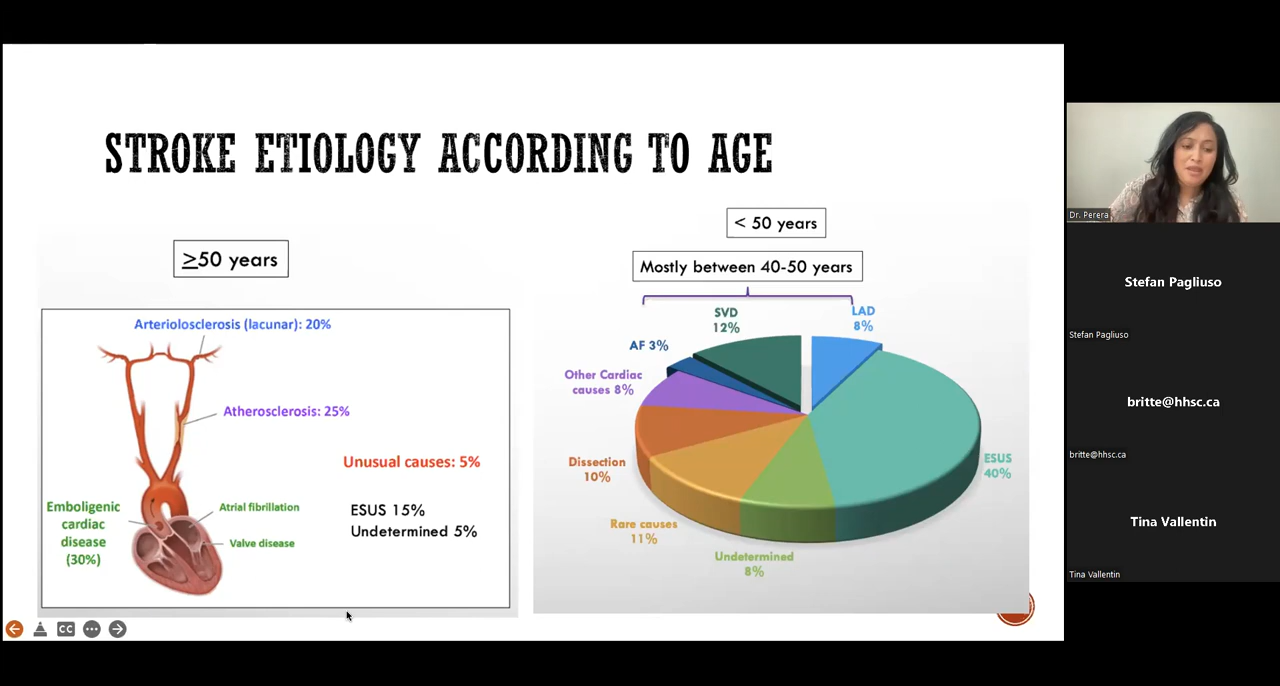 STROKE ETIOLOGY ACCORDING TO AGE
≥50 years
Arteriolosclerosis (lacunar): 20%
Atherosclerosis: 25%
Unusual causes: 5%
ESUS 15%
Undetermined 5%
Emboligenic
cardiac
disease
(30%)
Atrial fibrillation
Valve disease
< 50 years
Mostly between 40-50 years
SVD
12%
LAD
8%
AF 3%
Other Cardiac
causes 8%
Dissection
10%
ESUS
40%
Rare causes
11%
Undetermined
8%
CC
Dr. Perera
Stefan Pagliuso
Stefan Pagliuso
britte@hhsc.ca
britte@hhsc.ca
Tina Vallentin
Tina Vallentin